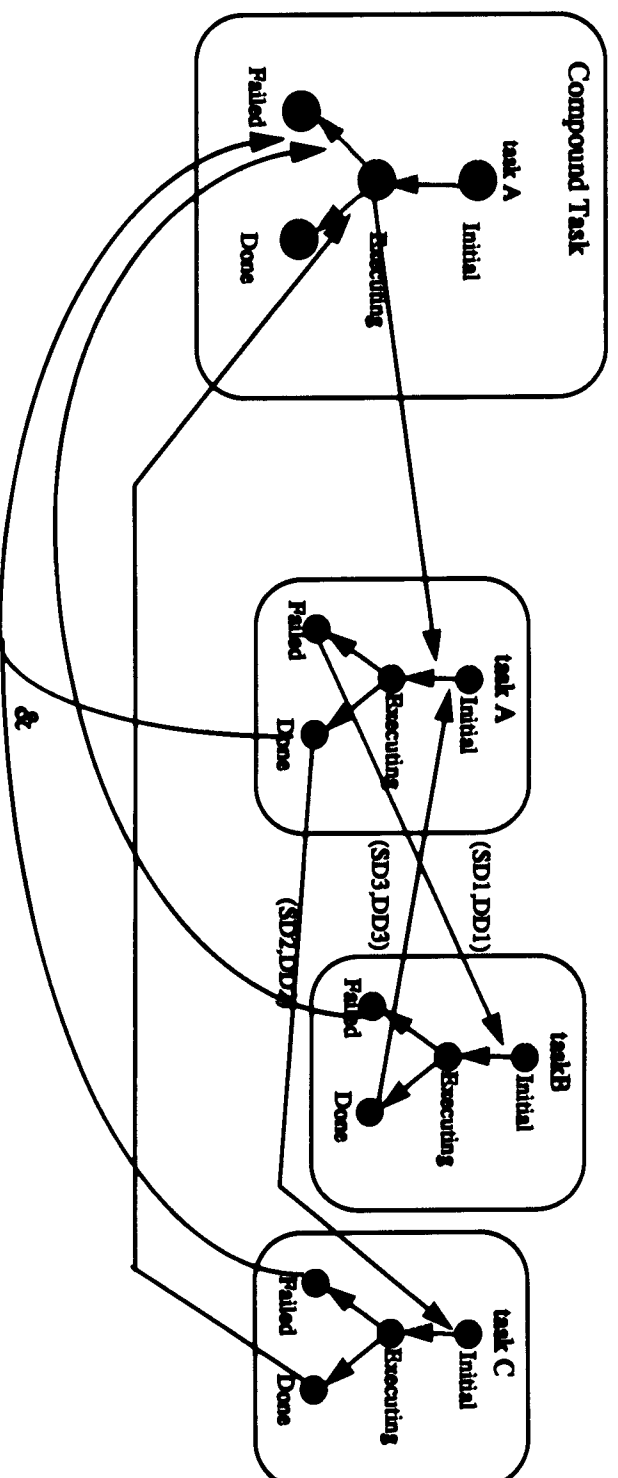 Compound Task
task A
Initial
Executing
Failed
Done
task A
Initial
Executing
Failed
Done
(SD1,DD1)
(SD3,DD3)
(SD2,DD2)
taskB
Initial
Executing
Failed
Done
task C
Initial
Executing
Failed
Done
&